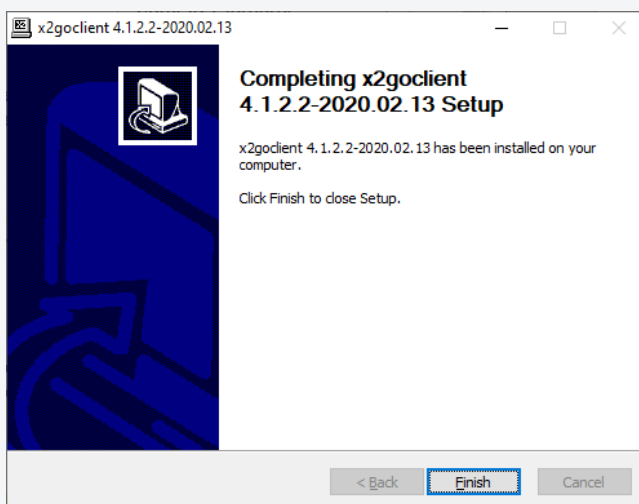 x2goclient 4.1.2.2-2020.02.13
Completing x2goclient
4.1.2.2-2020.02.13 Setup
x2goclient 4.1.2.2-2020.02.13 has been installed on your
computer.
Click Finish to close Setup.
< Back
Finish
Cancel